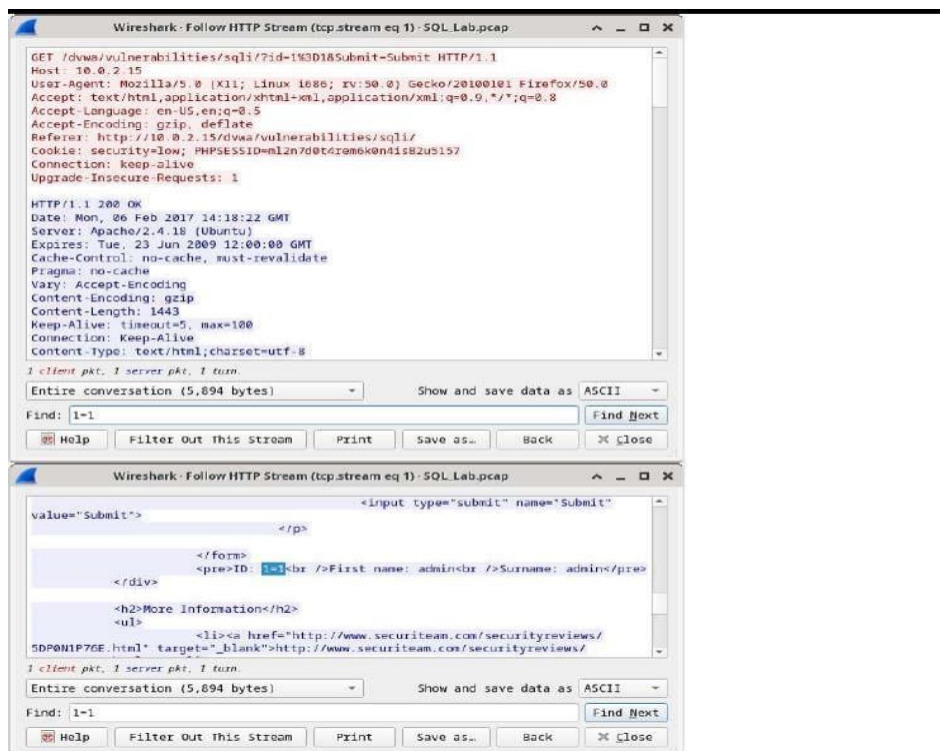 Wireshark · Follow HTTP Stream (tcp.stream eq 1) · SQL_Lab.pcap
GET /dvwa/vulnerabilities/sqli/?id=1%3D1&Submit=Submit HTTP/1.1
Host: 10.0.2.15
User-Agent: Mozilla/5.0 (X11; Linux i686; rv:50.0) Gecko/20100101 Firefox/50.0
Accept: text/html,application/xhtml+xml,application/xml;q=0.9,*/*;q=0.8
Accept-Language: en-US,en;q=0.5
Accept-Encoding: gzip, deflate
Referer: http://10.0.2.15/dvwa/vulnerabilities/sqli/
Cookie: security=low; PHPSESSID=ml2n7d0t4rem6k0n4is82u5157
Connection: keep-alive
Upgrade-Insecure-Requests: 1
HTTP/1.1 200 OK
Date: Mon, 06 Feb 2017 14:18:22 GMT
Server: Apache/2.4.18 (Ubuntu)
Expires: Tue, 23 Jun 2009 12:00:00 GMT
Cache-Control: no-cache, must-revalidate
Pragma: no-cache
Vary: Accept-Encoding
Content-Encoding: gzip
Content-Length: 1443
Keep-Alive: timeout=5, max=100
Connection: Keep-Alive
Content-Type: text/html;charset=utf-8
1 client pkt, 1 server pkt, 1 turn.
Entire conversation (5,894 bytes) Show and save data as ASCII
Find: 1=1 Find Next
Help Filter Out This Stream Print Save as… Back Close
Wireshark · Follow HTTP Stream (tcp.stream eq 1) · SQL_Lab.pcap
<input type="submit" name="Submit"
value="Submit">
</p>
</form>
<pre>ID: 1=1<br />First name: admin<br />Surname: admin</pre>
</div>
<h2>More Information</h2>
<ul>
<li><a href="http://www.securiteam.com/securityreviews/
5DP0N1P76E.html" target="_blank">http://www.securiteam.com/securityreviews/
1 client pkt, 1 server pkt, 1 turn.
Entire conversation (5,894 bytes) Show and save data as ASCII
Find: 1=1 Find Next
Help Filter Out This Stream Print Save as… Back Close